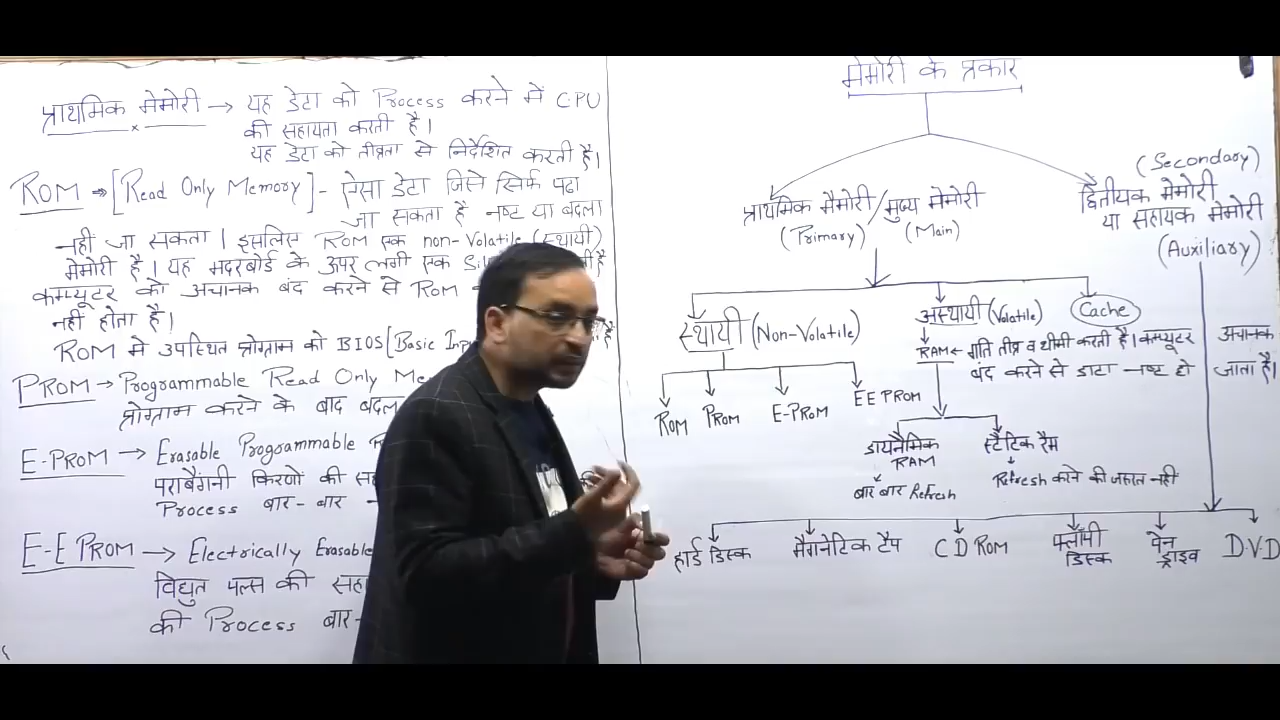 प्राथमिक मेमोरी → यह डेटा को Process करने में CPU
की सहायता करती है।
यह डेटा को तीव्रता से निर्देशित करती है।
ROM → [Read Only Memory] - ऐसा डेटा जिसे सिर्फ पढा
जा सकता है नष्ट या बदला
नहीं जा सकता। इसलिए ROM एक non-Volatile (स्थायी)
मेमोरी है। यह मदरबोर्ड के ऊपर लगी एक है
कम्प्यूटर को अचानक बंद करने से ROM
नहीं होता है।
ROM मे उपस्थित प्रोग्राम को BIOS [Basic है
PROM → Programmable Read Only
प्रोग्राम करने के बाद
E-PROM → Erasable Progoammable
पराबैंगनी किरणों की
Process बार - बार -
E-E PROM → Electrically Erasable
विद्युत पल्स की
की Process बार-
मेमोरी के प्रकार
प्राथमिक मैमोरी / मुख्य मेमोरी
(Primary) (Main)
(Secondary)
द्वितीयक मेमोरी
या सहायक मेमोरी
(Auxiliary)
स्थायी (Non-Volatile)
अस्थायी (Volatile)
Cache
ROM PROM E-PROM EEPROM
RAM ← गति तीव्र व धीमी करती है। कम्प्यूटर अचानक
बंद करने से डाटा नष्ट हो जाता है।
डायनैमिक
RAM
बार बार Refresh
स्टैटिक रैम
Refresh करने की जरूरत नही
हार्ड डिस्क मैगनेटिक टैप CD ROM फ्लॉपी डिस्क पेन ड्राइव D.V.D